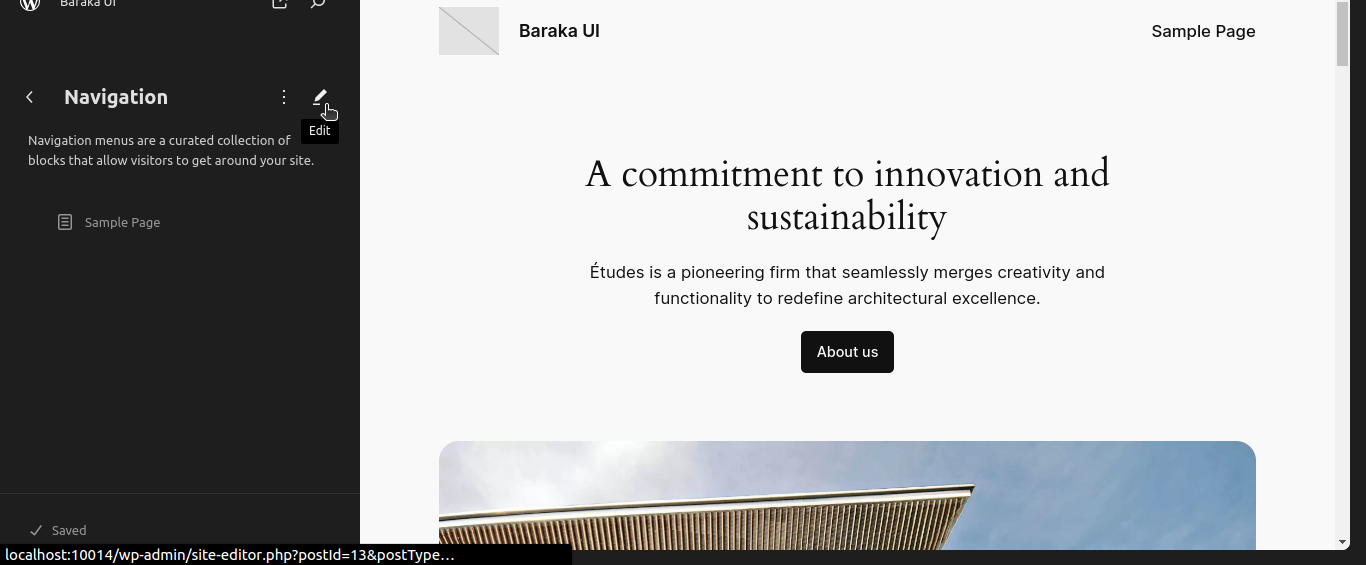 Baraka UI
Navigation
Edit
Navigation menus are a curated collection of
blocks that allow visitors to get around your site.
Sample Page
Saved
localhost:10014/wp-admin/site-editor.php?postId=13&postType…
Baraka UI
Sample Page
A commitment to innovation and
sustainability
Études is a pioneering firm that seamlessly merges creativity and
functionality to redefine architectural excellence.
About us